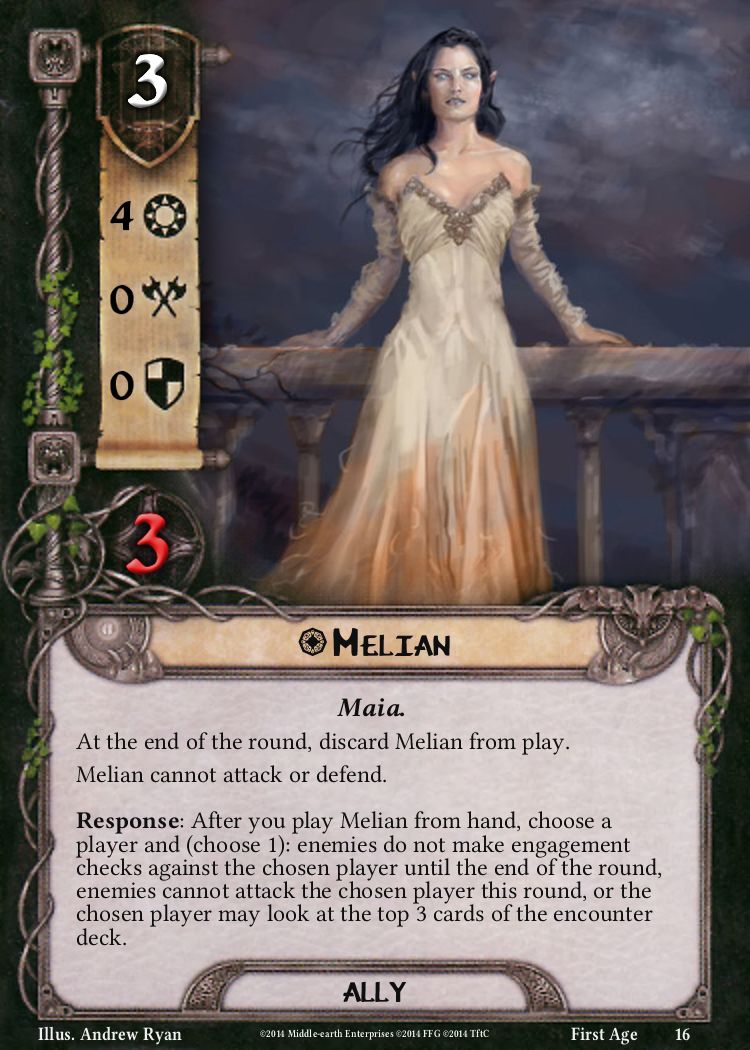 3
4
0
0
3
Melian
Maia.
At the end of the round, discard Melian from play.
Melian cannot attack or defend.
Response: After you play Melian from hand, choose a
player and (choose 1): enemies do not make engagement
checks against the chosen player until the end of the round,
enemies cannot attack the chosen player this round, or the
chosen player may look at the top 3 cards of the encounter
deck.
ALLY
Illus. Andrew Ryan
©2014 Middle-earth Enterprises ©2014 FFG ©2014 TftC
First Age
16